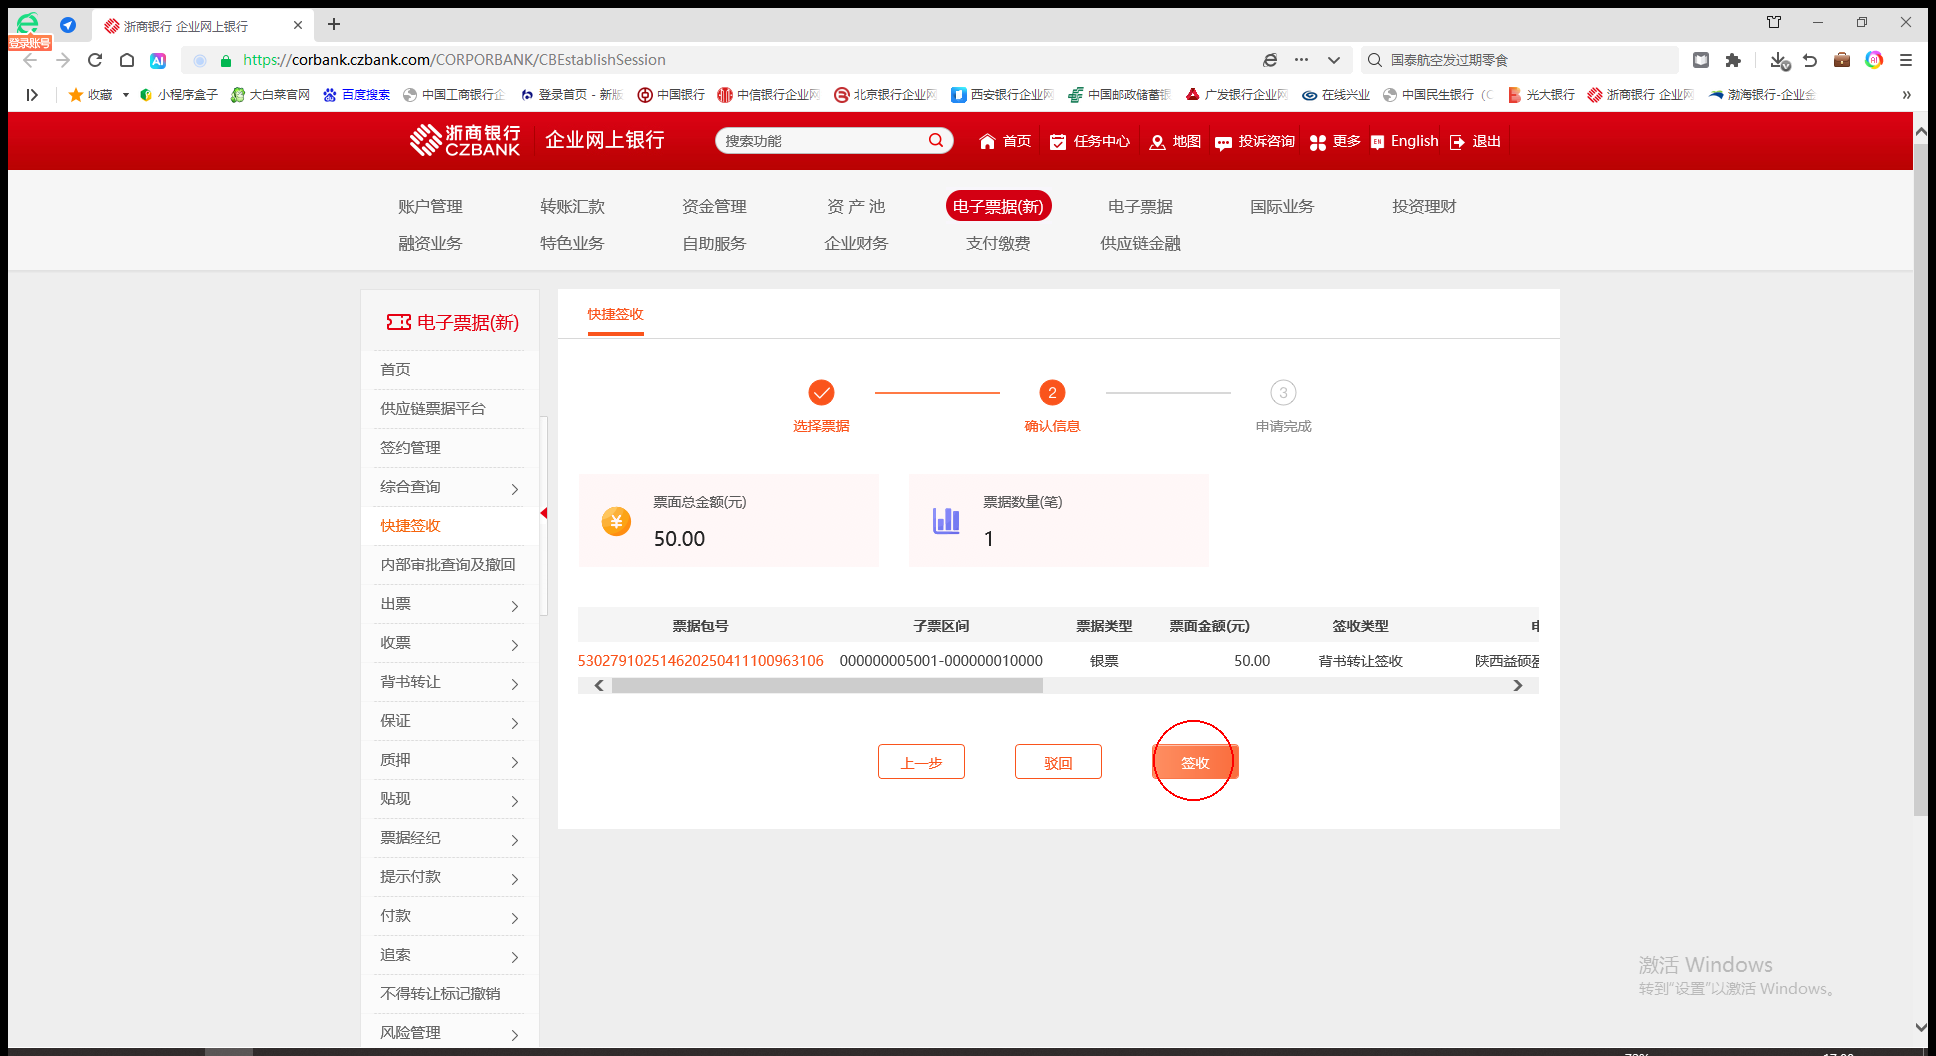 登录账号
浙商银行 企业网上银行
https://corbank.czbank.com/CORPORBANK/CBEstablishSession
国泰航空发过期零食
收藏 小程序盒子 大白菜官网 百度搜索 中国工商银行企 登录首页 - 新版 中国银行 中信银行企业网 北京银行企业网 西安银行企业网 中国邮政储蓄银 广发银行企业网 在线兴业 中国民生银行（C 光大银行 浙商银行 企业网 渤海银行-企业金
浙商银行 CZBANK 企业网上银行 搜索功能 首页 任务中心 地图 投诉咨询 更多 English 退出
账户管理 转账汇款 资金管理 资 产 池 电子票据(新) 电子票据 国际业务 投资理财
融资业务 特色业务 自助服务 企业财务 支付缴费 供应链金融
电子票据(新)
首页
供应链票据平台
签约管理
综合查询
快捷签收
内部审批查询及撤回
出票
收票
背书转让
保证
质押
贴现
票据经纪
提示付款
付款
追索
不得转让标记撤销
风险管理
快捷签收
2 3
选择票据 确认信息 申请完成
票面总金额(元) 票据数量(笔)
50.00 1
票据包号 子票区间 票据类型 票面金额(元) 签收类型
530279102514620250411100963106 000000005001-000000010000 银票 50.00 背书转让签收 陕西益硕盈
上一步 驳回 签收
激活 Windows
转到“设置”以激活 Windows。